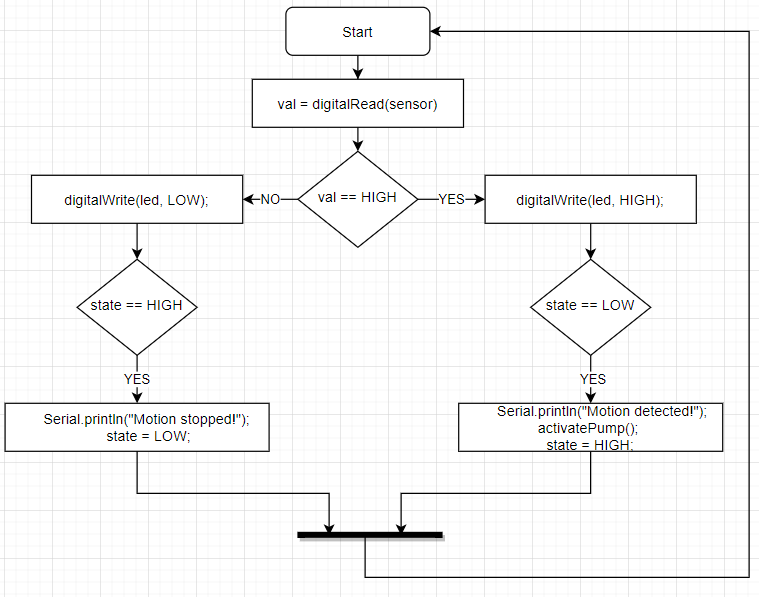 Start
val = digitalRead(sensor)
digitalWrite(led, LOW);
NO
val == HIGH
YES
digitalWrite(led, HIGH);
state == HIGH
state == LOW
YES
YES
Serial.println("Motion stopped!");
state = LOW;
Serial.println("Motion detected!");
activatePump();
state = HIGH;